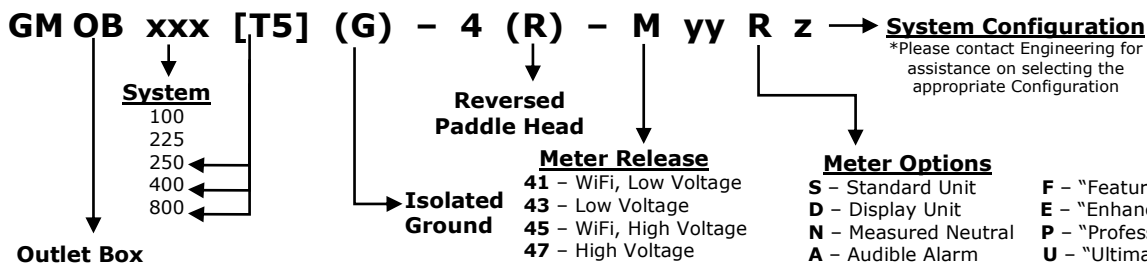 GM OB xxx [T5] (G) – 4 (R) – M yy R z
System Configuration
*Please contact Engineering for
assistance on selecting the
appropriate Configuration
System
100
225
250
400
800
Outlet Box
Isolated
Ground
Reversed
Paddle Head
Meter Release
41 – WiFi, Low Voltage
43 – Low Voltage
45 – WiFi, High Voltage
47 – High Voltage
Meter Options
S – Standard Unit
D – Display Unit
N – Measured Neutral
A – Audible Alarm
F –
E –
P –
U –